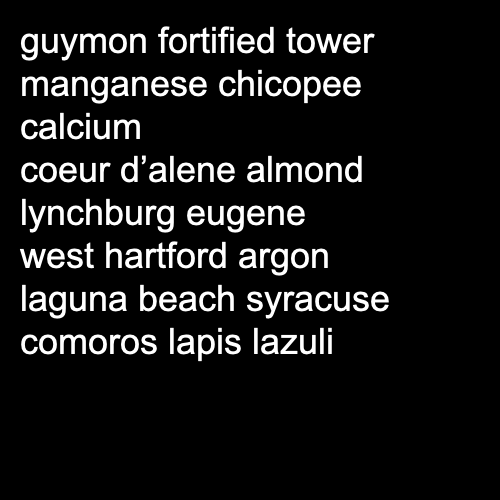 guymon fortified tower
manganese chicopee
calcium
coeur d’alene almond
lynchburg eugene
west hartford argon
laguna beach syracuse
comoros lapis lazuli